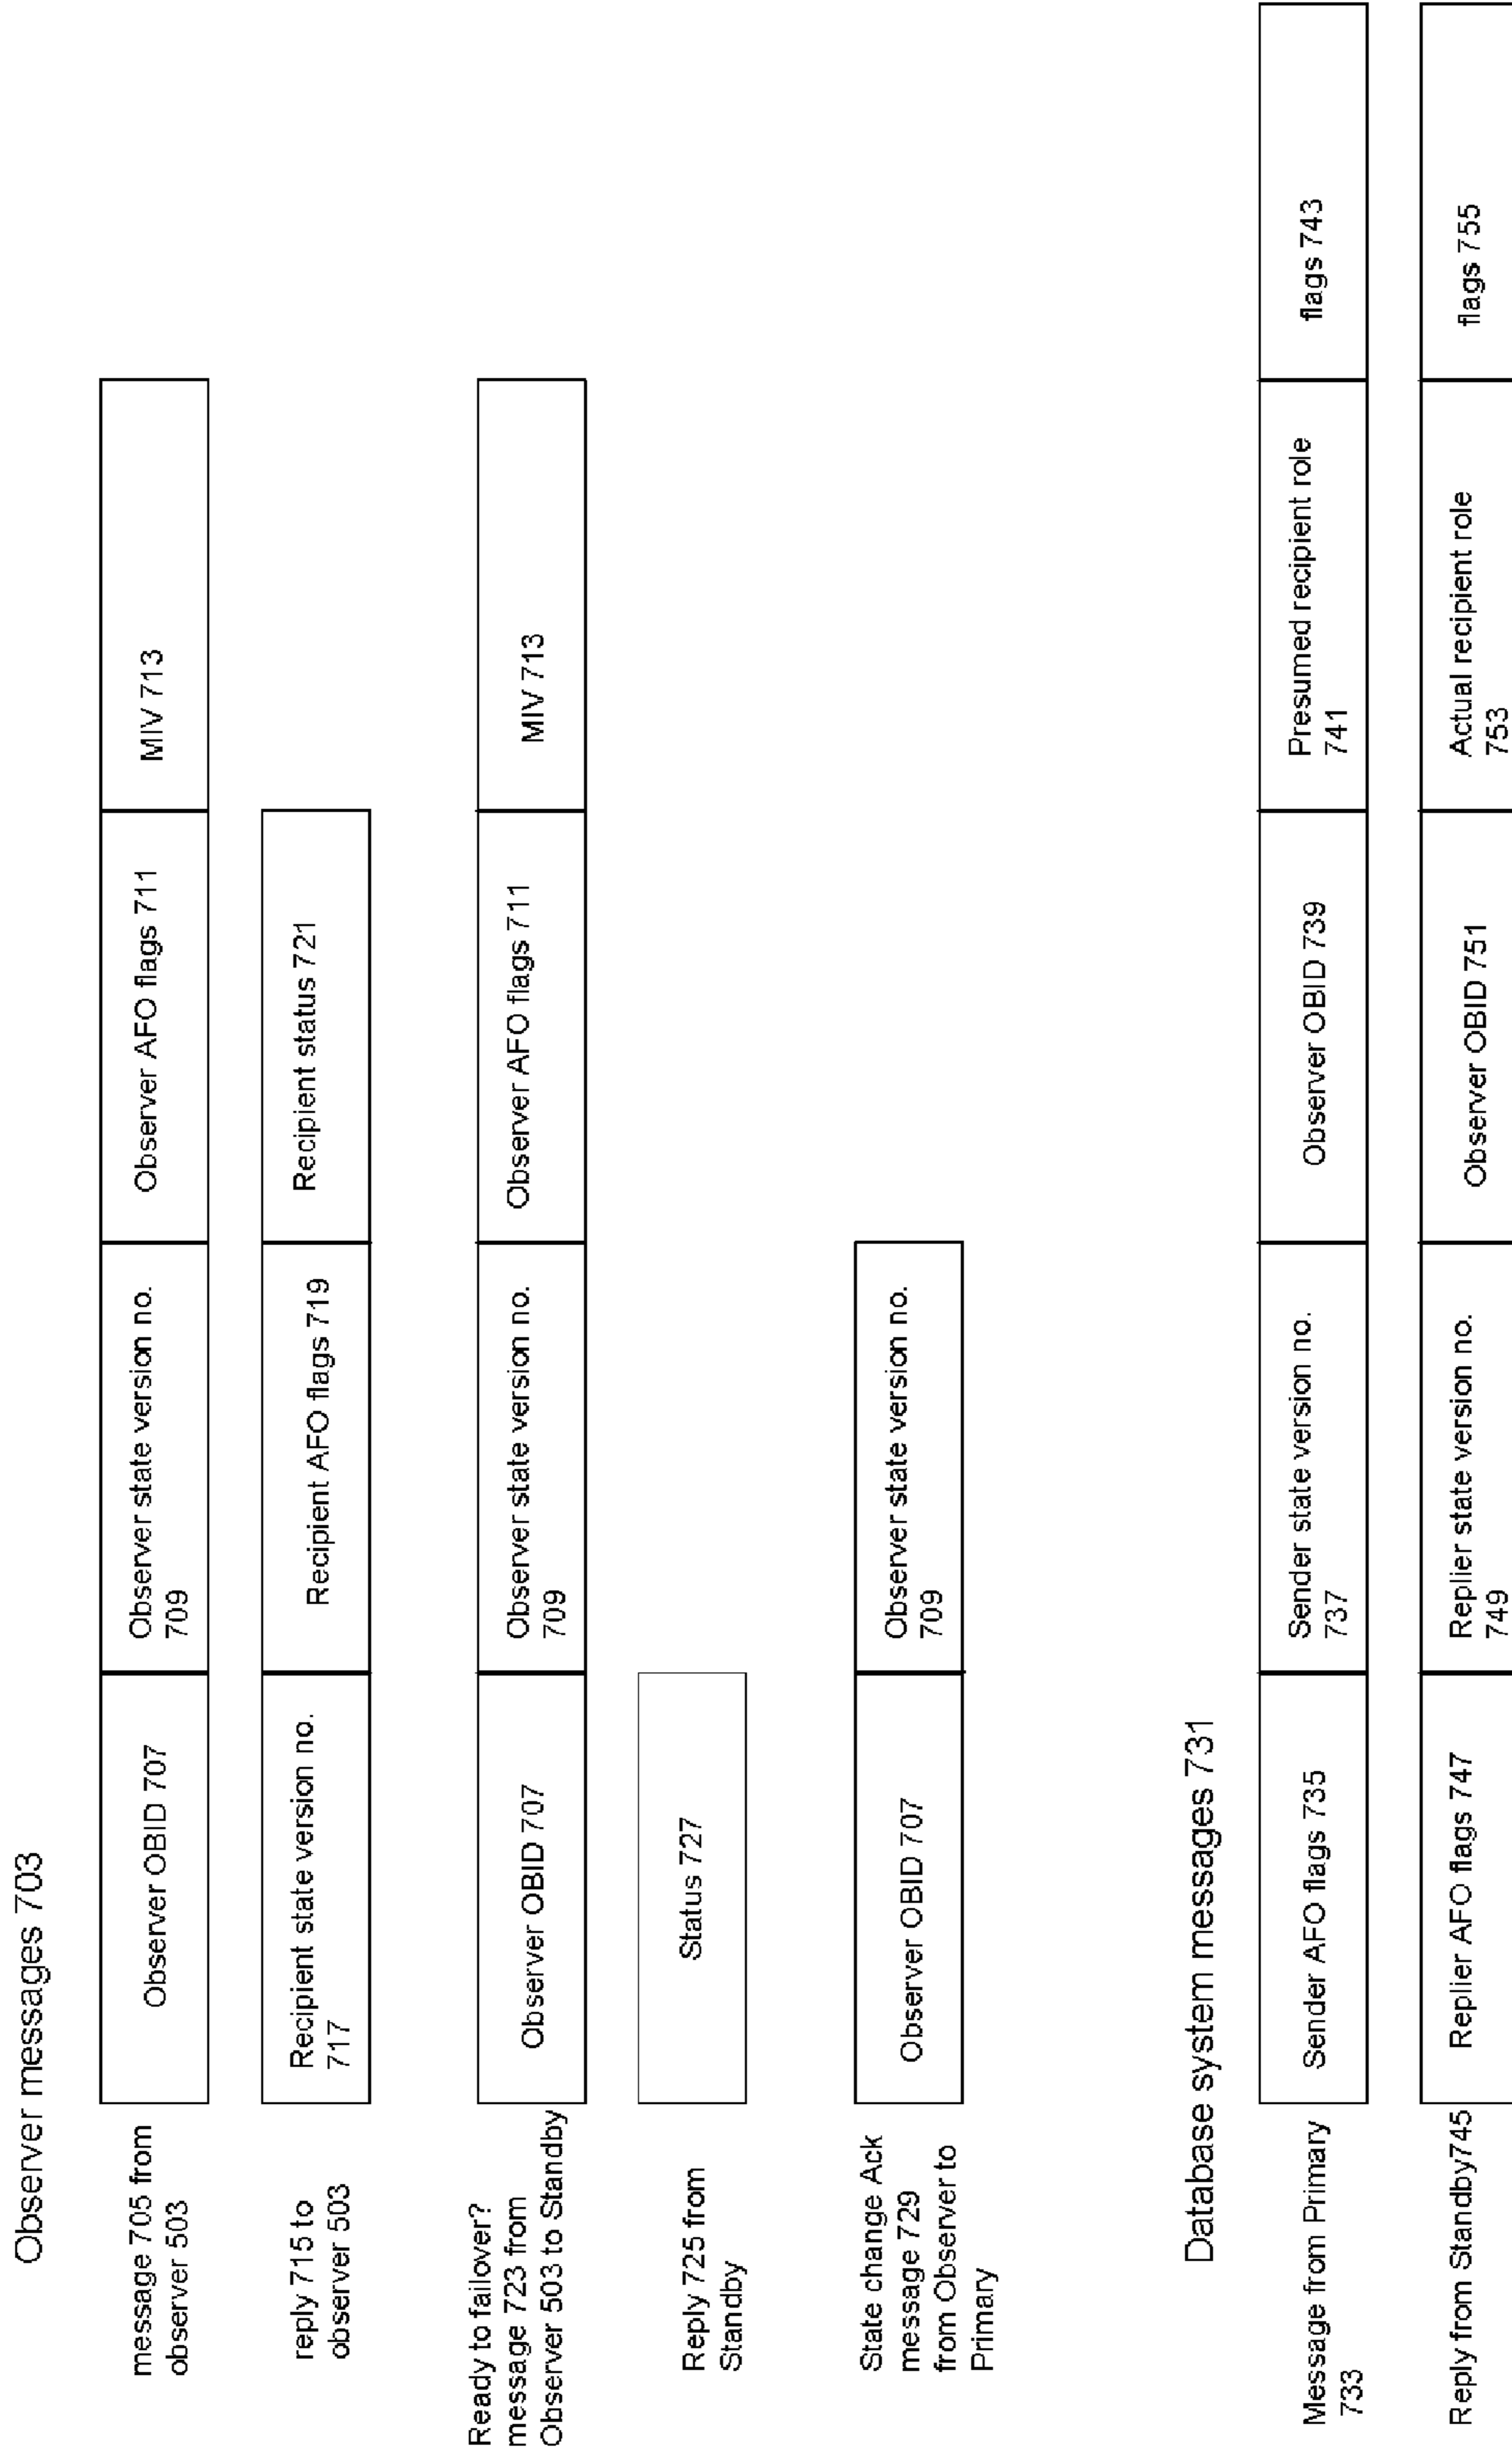 Observer messages 703
message 705 from
observer 503
Observer OBID 707
Observer state version no.
709
Observer AFO flags 711
MIV 713
reply 715 to
observer 503
Recipient state version no.
717
Recipient AFO flags 719
Recipient status 721
Ready to failover?
message 723 from
Observer 503 to Standby
Observer OBID 707
Observer state version no.
709
Observer AFO flags 711
MIV 713
Reply 725 from
Standby
Status 727
State change Ack
message 729
from Observer to
Primary
Observer OBID 707
Observer state version no.
709
Database system messages 731
Message from Primary
733
Sender AFO flags 735
Sender state version no.
737
Observer OBID 739
Presumed recipient role
741
flags 743
Reply from Standby745
Replier AFO flags 747
Replier state version no.
749
Observer OBID 751
Actual recipient role
753
flags 755